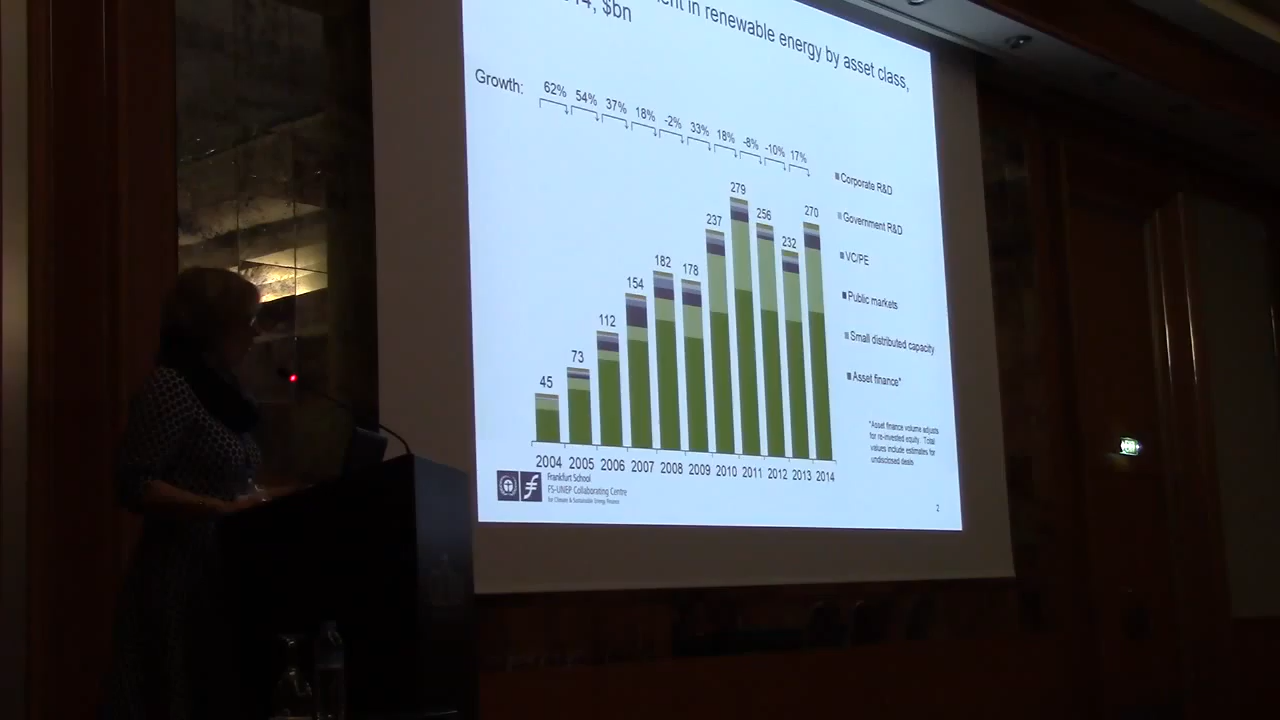 ent in renewable energy by asset class,
14, $bn
Growth: 62% 54% 37% 18% -2% 33% 18% -8% -10% 17%
Corporate R&D
Government R&D
VC/PE
Public markets
Small distributed capacity
Asset finance*
45 73 112 154 182 178 237 279 256 232 270
*Asset finance volume adjusts
for re-invested equity. Total
values include estimates for
undisclosed deals
2004 2005 2006 2007 2008 2009 2010 2011 2012 2013 2014
Frankfurt School
FS-UNEP Collaborating Centre
for Climate & Sustainable Energy Finance
2
EXIT